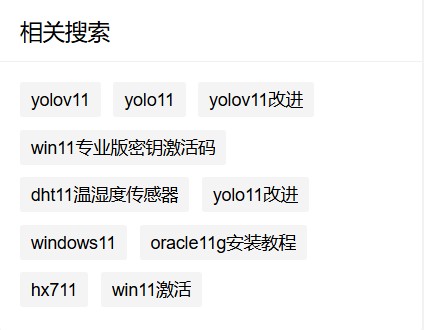 相关搜索
yolov11 yolo11 yolov11改进
win11专业版密钥激活码
dht11温湿度传感器 yolo11改进
windows11 oracle11g安装教程
hx711 win11激活